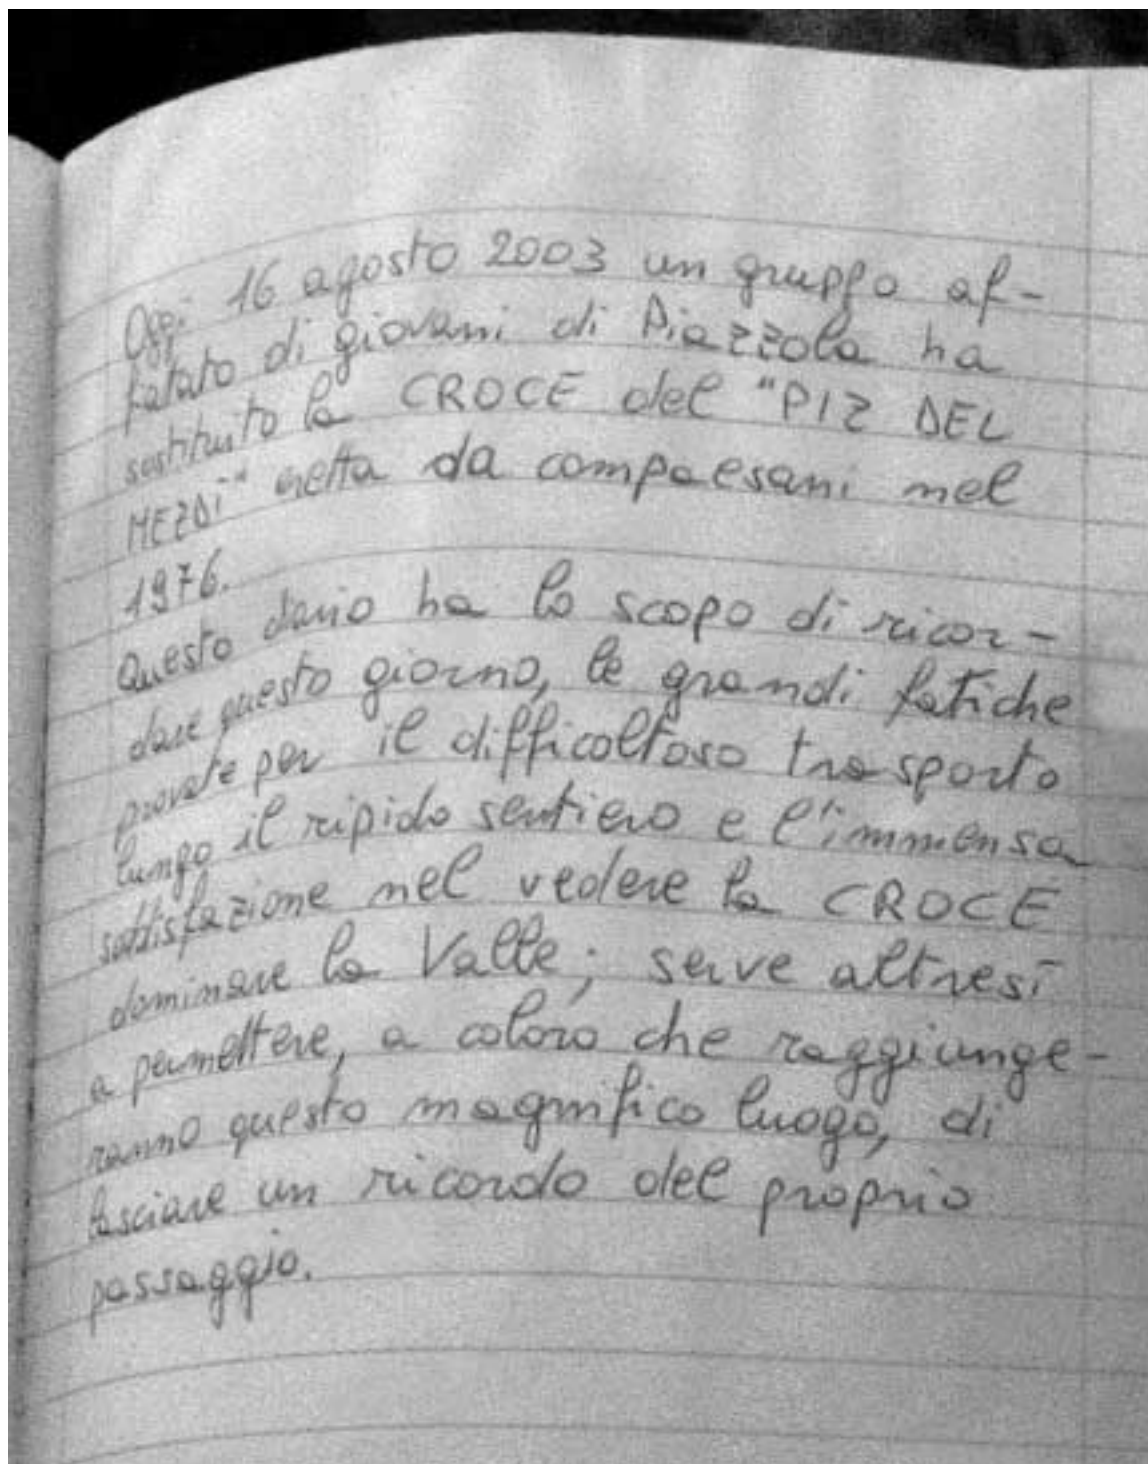 Oggi 16 agosto 2003 un gruppo af-
fatato di giovani di Piazzola ha
sostituito la CROCE del "PIZ DEL
MEZDÌ" eretta da compaesani nel
1976.
Questo diario ha lo scopo di ricor-
dare questo giorno, le grandi fatiche
provate per il difficoltoso trasporto
lungo il ripido sentiero e l'immensa
soddisfazione nel vedere la CROCE
dominare la Valle; serve altresì
a permettere, a coloro che raggiunge-
ranno questo magnifico luogo, di
lasciare un ricordo del proprio
passaggio.